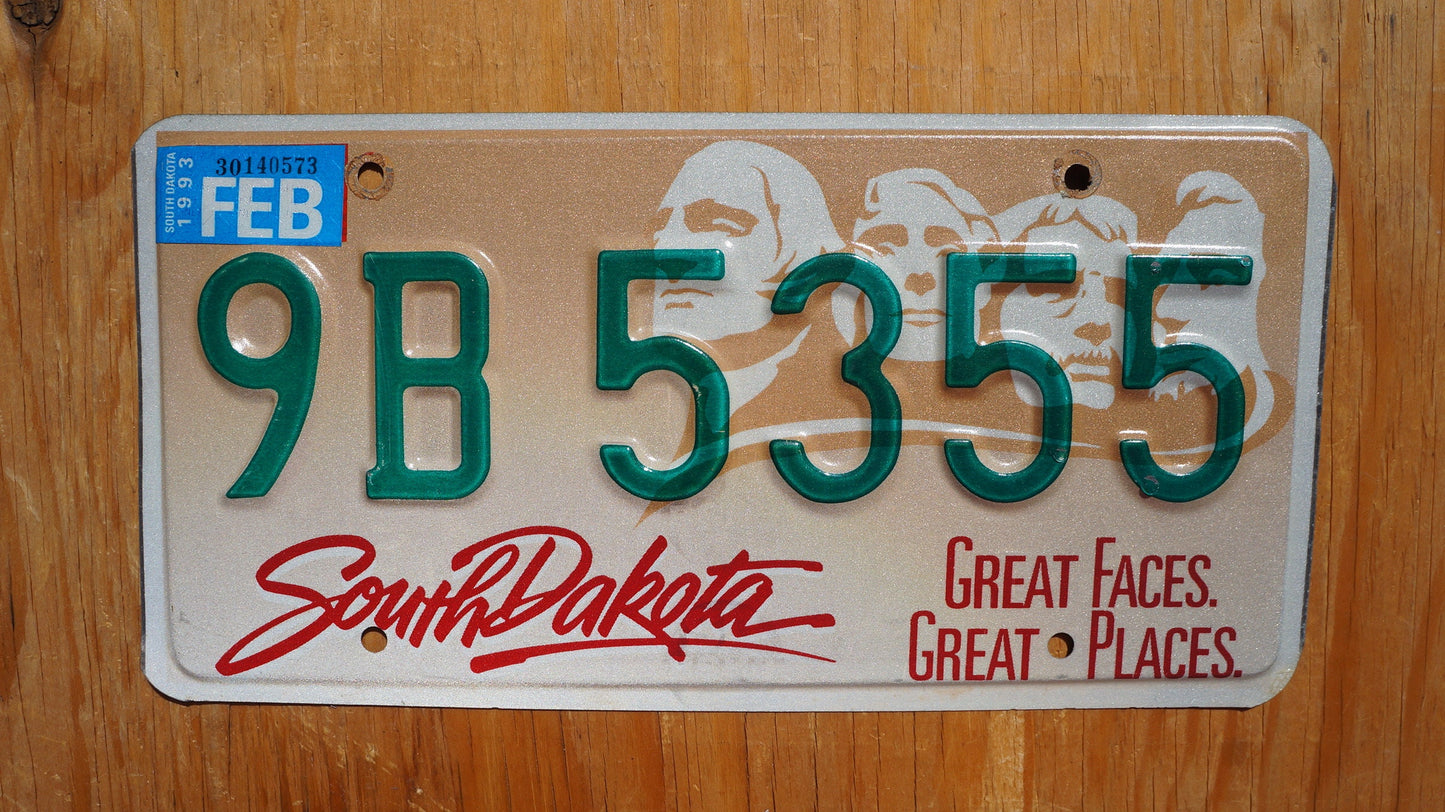 SOUTH DAKOTA
1993
30140573
FEB
9B 5355
South Dakota
GREAT FACES.
GREAT PLACES.